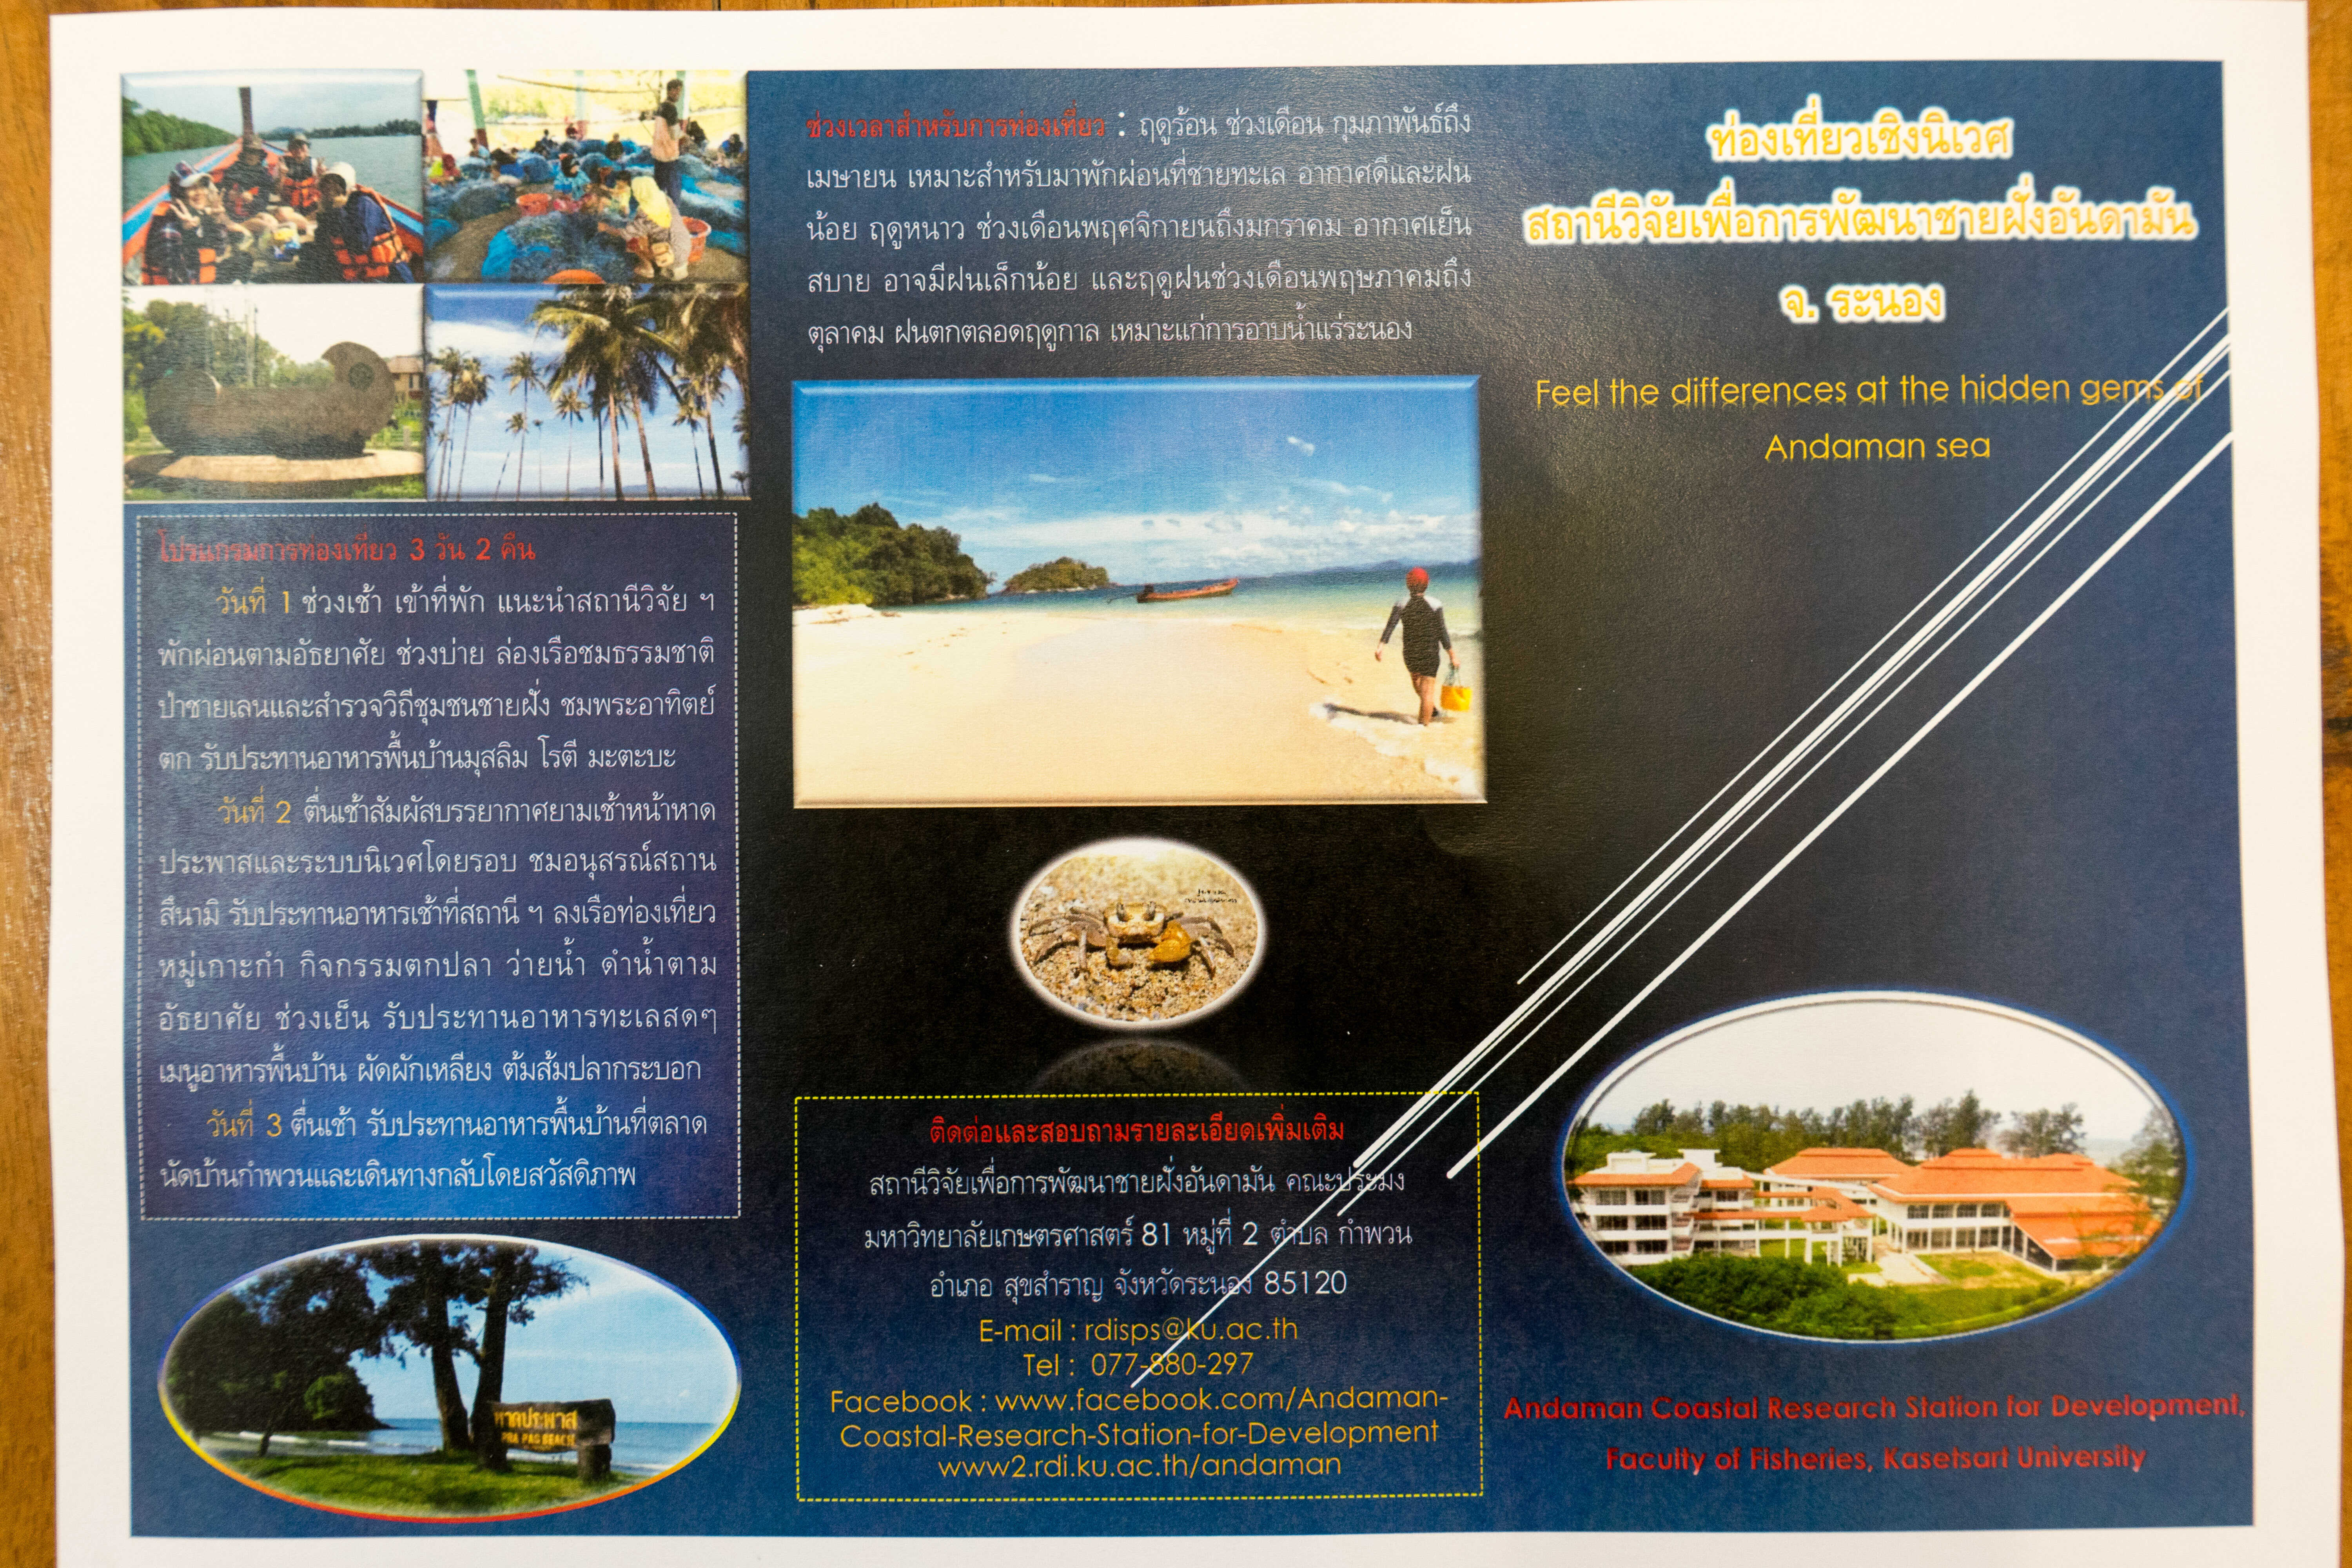 โปรแกรมการท่องเที่ยว 3 วัน 2 คืน
วันที่ 1 ช่วงเช้า เข้าที่พัก แนะนำสถานีวิจัย ฯ
พักผ่อนตามอัธยาศัย ช่วงบ่าย ล่องเรือชมธรรมชาติ
ป่าชายเลนและสำรวจวิถีชุมชนชายฝั่ง ชมพระอาทิตย์
ตก รับประทานอาหารพื้นบ้านมุสลิม โรตี มะตะบะ
วันที่ 2 ตื่นเช้าสัมผัสบรรยากาศยามเช้าหน้าหาด
ประพาสและระบบนิเวศโดยรอบ ชมอนุสรณ์สถาน
สึนามิ รับประทานอาหารเช้าที่สถานี ฯ ลงเรือท่องเที่ยว
หมู่เกาะกำ กิจกรรมตกปลา ว่ายน้ำ ดำน้ำตาม
อัธยาศัย ช่วงเย็น รับประทานอาหารทะเลสดๆ
เมนูอาหารพื้นบ้าน ผัดผักเหลียง ต้มส้มปลากระบอก
วันที่ 3 ตื่นเช้า รับประทานอาหารพื้นบ้านที่ตลาด
นัดบ้านกำพวนและเดินทางกลับโดยสวัสดิภาพ
หาดประพาส
PRA PAS BEACH
ช่วงเวลาสำหรับการท่องเที่ยว : ฤดูร้อน ช่วงเดือน กุมภาพันธ์ถึง
เมษายน เหมาะสำหรับมาพักผ่อนที่ชายทะเล อากาศดีและฝน
น้อย ฤดูหนาว ช่วงเดือนพฤศจิกายนถึงมกราคม อากาศเย็น
สบาย อาจมีฝนเล็กน้อย และฤดูฝนช่วงเดือนพฤษภาคมถึง
ตุลาคม ฝนตกตลอดฤดูกาล เหมาะแก่การอาบน้ำแร่ระนอง
ติดต่อและสอบถามรายละเอียดเพิ่มเติม
สถานีวิจัยเพื่อการพัฒนาชายฝั่งอันดามัน คณะประมง
มหาวิทยาลัยเกษตรศาสตร์ 81 หมู่ที่ 2 ตำบล กำพวน
อำเภอ สุขสำราญ จังหวัดระนอง 85120
E-mail : rdisps@ku.ac.th
Tel : 077-880-297
Facebook : www.facebook.com/Andaman-
Coastal-Research-Station-for-Development
www2.rdi.ku.ac.th/andaman
ท่องเที่ยวเชิงนิเวศ
สถานีวิจัยเพื่อการพัฒนาชายฝั่งอันดามัน
จ. ระนอง
Feel the differences at the hidden gems of
Andaman sea
Andaman Coastal Research Station for Development,
Faculty of Fisheries, Kasetsart University